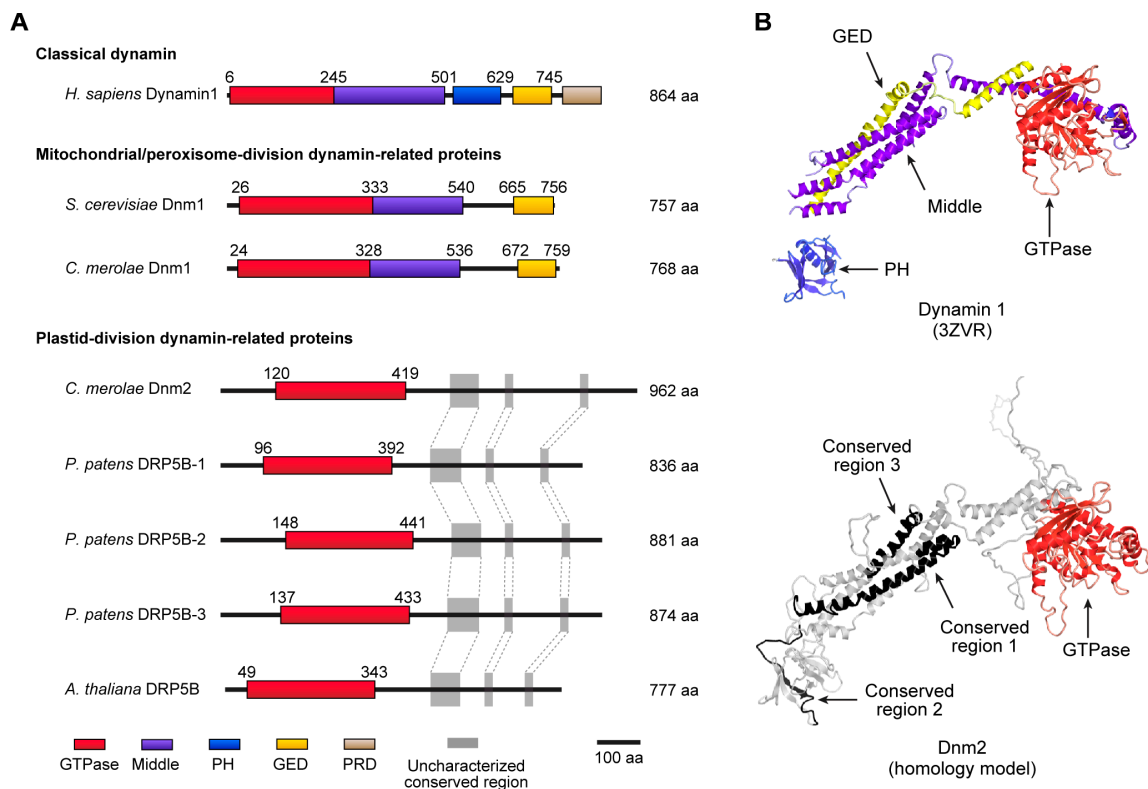 A
Classical dynamin
6 245 501 629 745
H. sapiens Dynamin1 864 aa
Mitochondrial/peroxisome-division dynamin-related proteins
26 333 540 665 756
S. cerevisiae Dnm1 757 aa
24 328 536 672 759
C. merolae Dnm1 768 aa
Plastid-division dynamin-related proteins
120 419
C. merolae Dnm2 962 aa
96 392
P. patens DRP5B-1 836 aa
148 441
P. patens DRP5B-2 881 aa
137 433
P. patens DRP5B-3 874 aa
49 343
A. thaliana DRP5B 777 aa
GTPase Middle PH GED PRD
Uncharacterized
conserved region
100 aa
B
GED
Middle
GTPase
PH
Dynamin 1
(3ZVR)
Conserved
region 3
Conserved
region 1
GTPase
Conserved
region 2
Dnm2
(homology model)